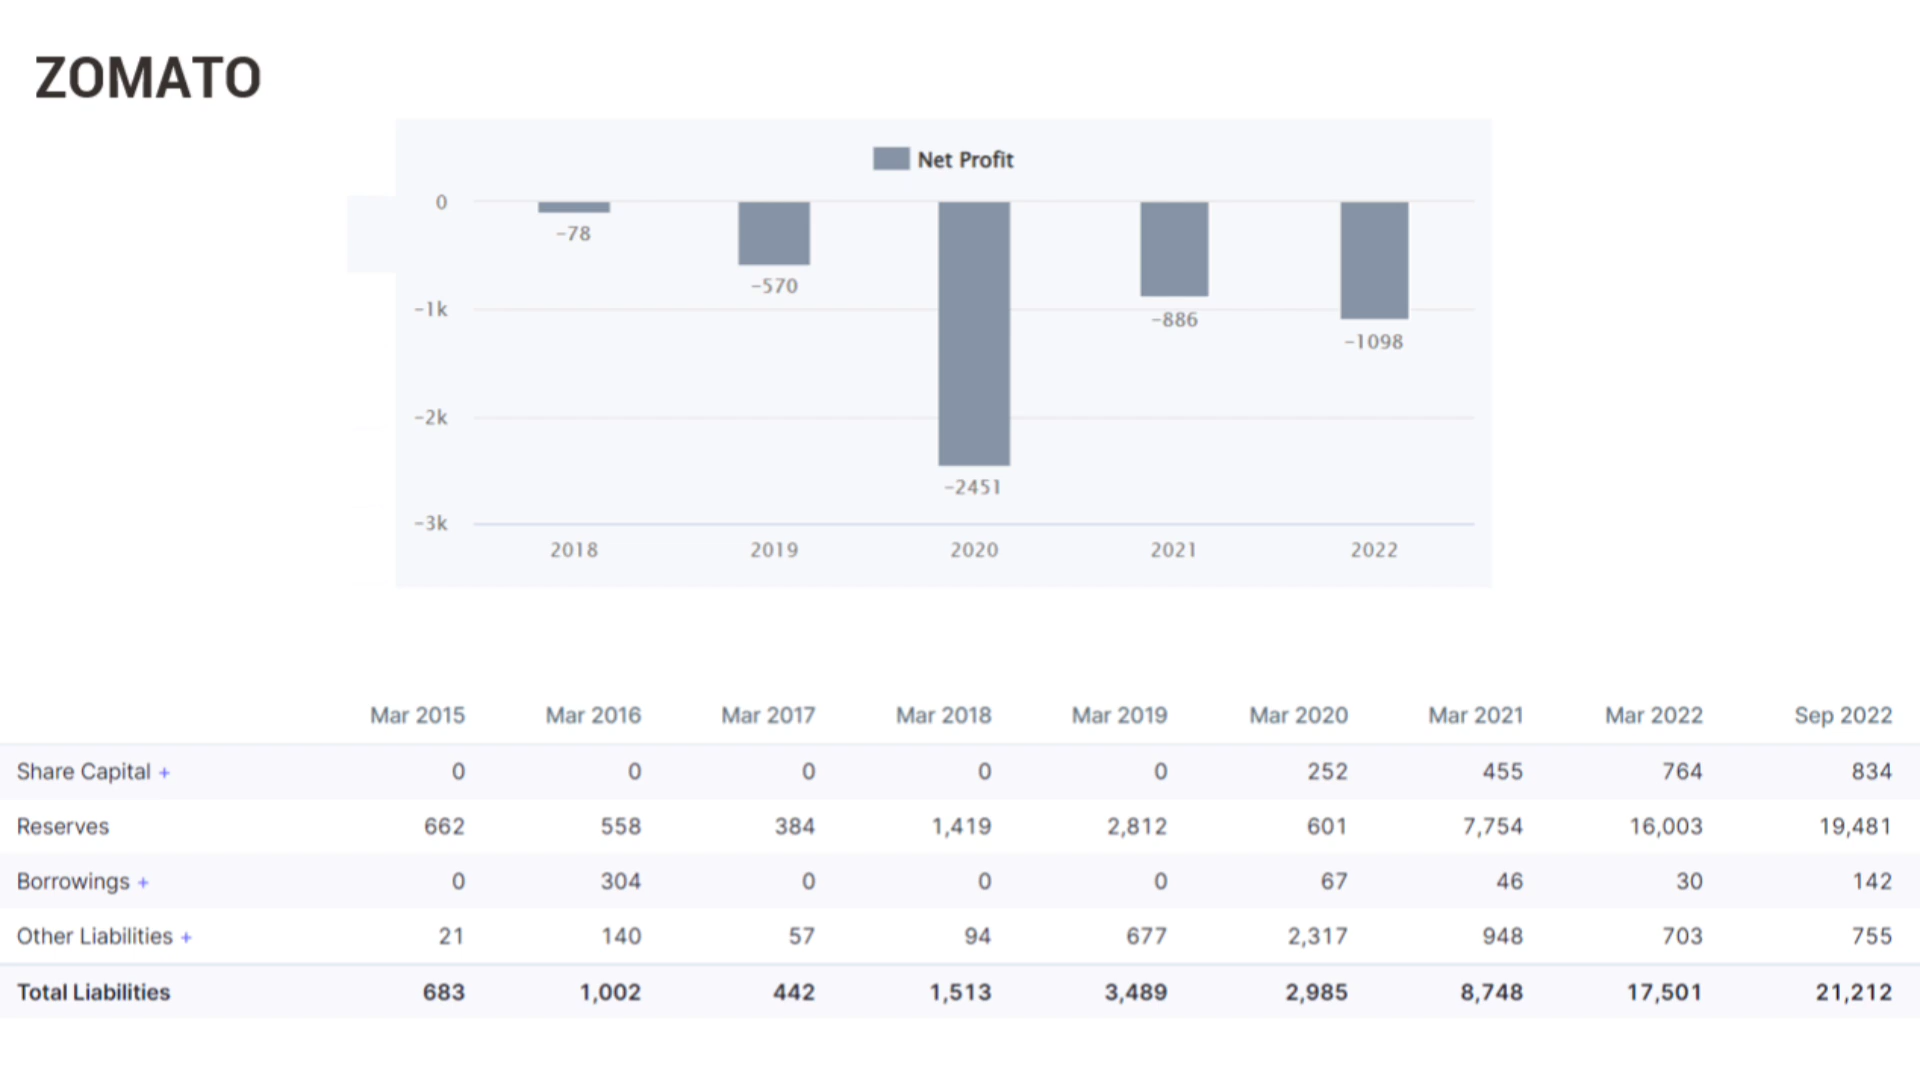 ZOMATO
Net Profit
0
-78
-570
-1k
-886
-1098
-2k
-2451
-3k
2018 2019 2020 2021 2022
Mar 2015 Mar 2016 Mar 2017 Mar 2018 Mar 2019 Mar 2020 Mar 2021 Mar 2022 Sep 2022
Share Capital + 0 0 0 0 0 252 455 764 834
Reserves 662 558 384 1,419 2,812 601 7,754 16,003 19,481
Borrowings + 0 304 0 0 0 67 46 30 142
Other Liabilities + 21 140 57 94 677 2,317 948 703 755
Total Liabilities 683 1,002 442 1,513 3,489 2,985 8,748 17,501 21,212